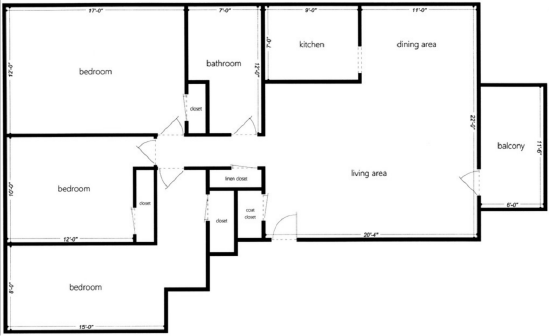 17'-0"
7'-0"
9'-0"
11'-0"
12'-0"
bedroom
bathroom
12'-0"
7'-0"
kitchen
dining area
closet
22'-0"
balcony
11'-6"
10'-0"
bedroom
closet
linen closet
living area
closet
coat
closet
6'-0"
12'-0"
20'-4"
8'-0"
bedroom
15'-0"